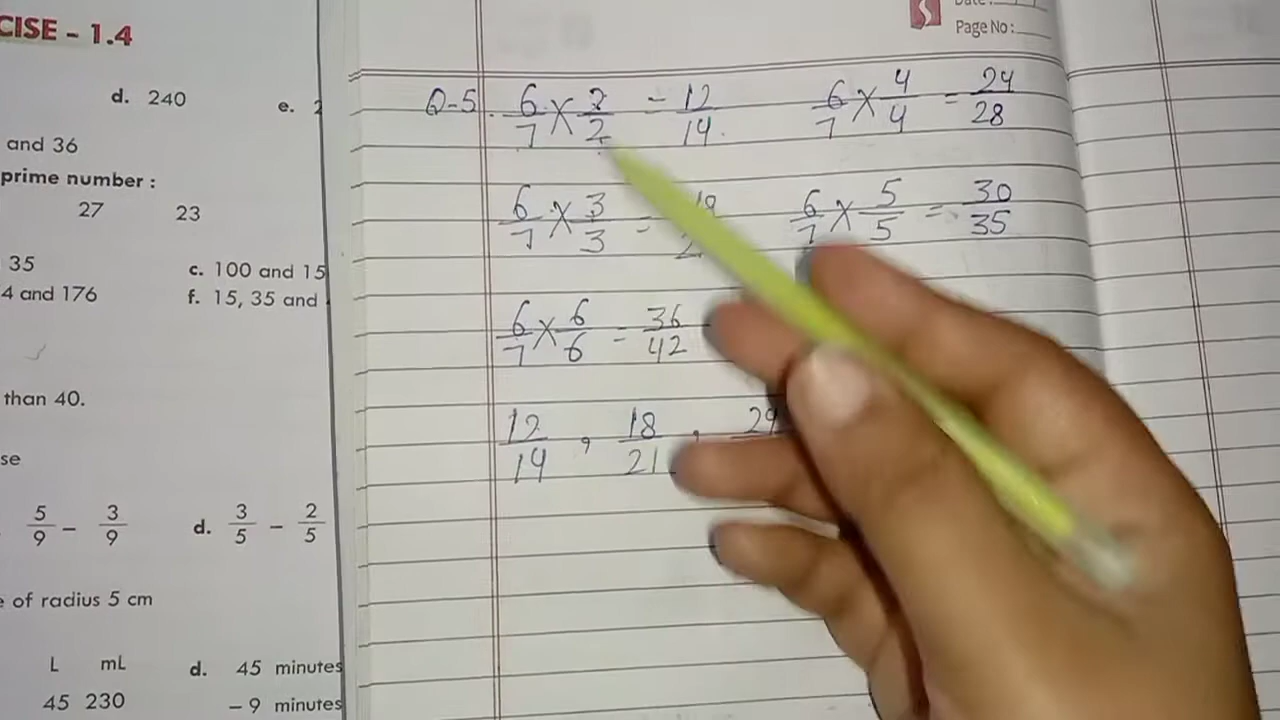 CISE – 1.4
d. 240
e.
and 36
prime number :
27 23
35 c. 100 and 15
4 and 176 f. 15, 35 and
than 40.
se
5/9 – 3/9 d. 3/5 – 2/5
of radius 5 cm
L mL d. 45 minutes
45 230 – 9 minutes
Page No:
Q-5. 6/7 × 2/2 = 12/14 6/7 × 4/4 = 24/28
6/7 × 3/3 = 6/7 × 5/5 = 30/35
6/7 × 6/6 = 36/42
12/14 , 18/21 ,